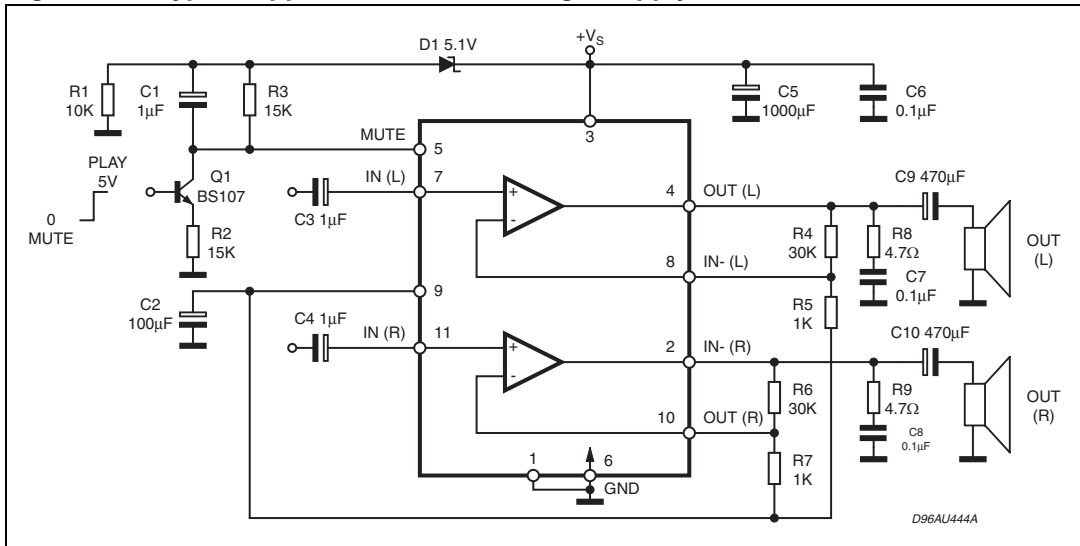 D1 5.1V
+VS
R1
10K
C1
1μF
R3
15K
C5
1000μF
C6
0.1μF
MUTE
5
3
PLAY
5V
0
MUTE
Q1
BS107
R2
15K
IN (L)
7
C3 1μF
+
-
4
OUT (L)
8
IN- (L)
C9 470μF
R4
30K
R8
4.7Ω
C7
0.1μF
R5
1K
OUT
(L)
9
C2
100μF
C4 1μF
IN (R)
11
+
-
2
IN- (R)
10
OUT (R)
C10 470μF
R6
30K
R9
4.7Ω
C8
0.1μF
R7
1K
OUT
(R)
1
6
GND
D96AU444A